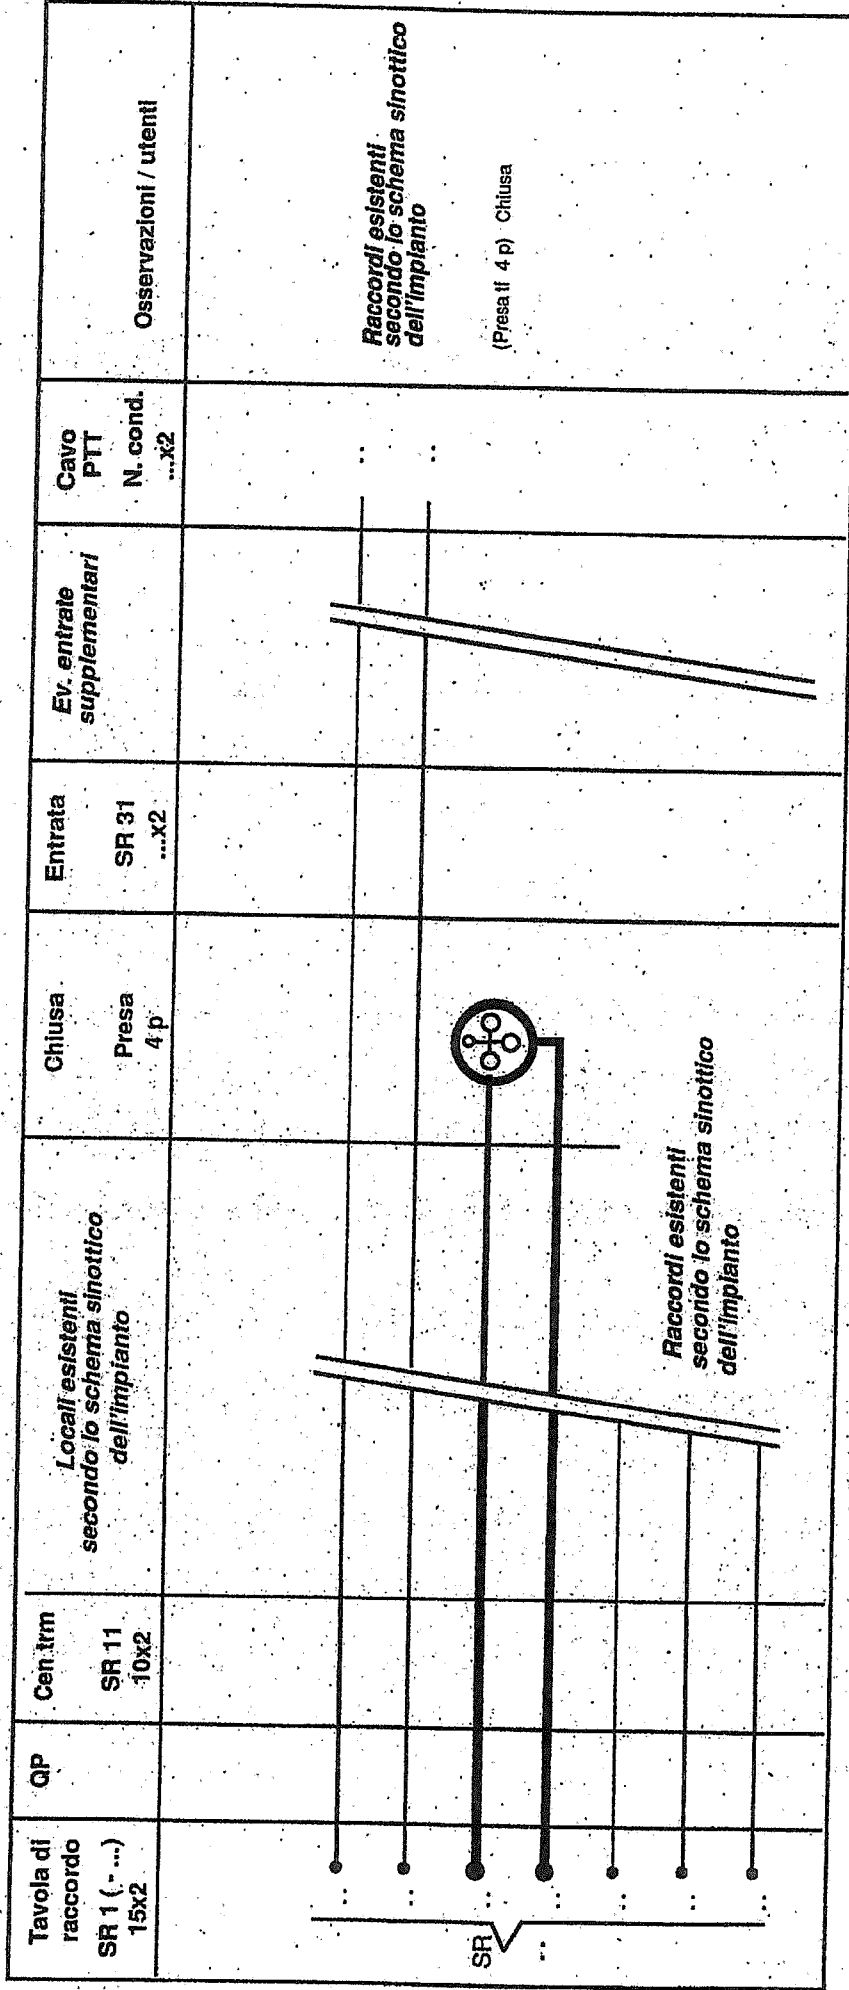 Tavola di
raccordo
SR 1 (- ...)
15x2
QP
Cen trm
SR 11
10x2
Locali esistenti
secondo lo schema sinottico
dell'impianto
Chiusa
Presa
4 p
Entrata
SR 31
...x2
Ev. entrate
supplementari
Cavo
PTT
N. cond.
...x2
Osservazioni / utenti
Raccordi esistenti
secondo lo schema sinottico
dell'impianto
(Presa tf 4 p) Chiusa
Raccordi esistenti
secondo lo schema sinottico
dell'impianto
SR